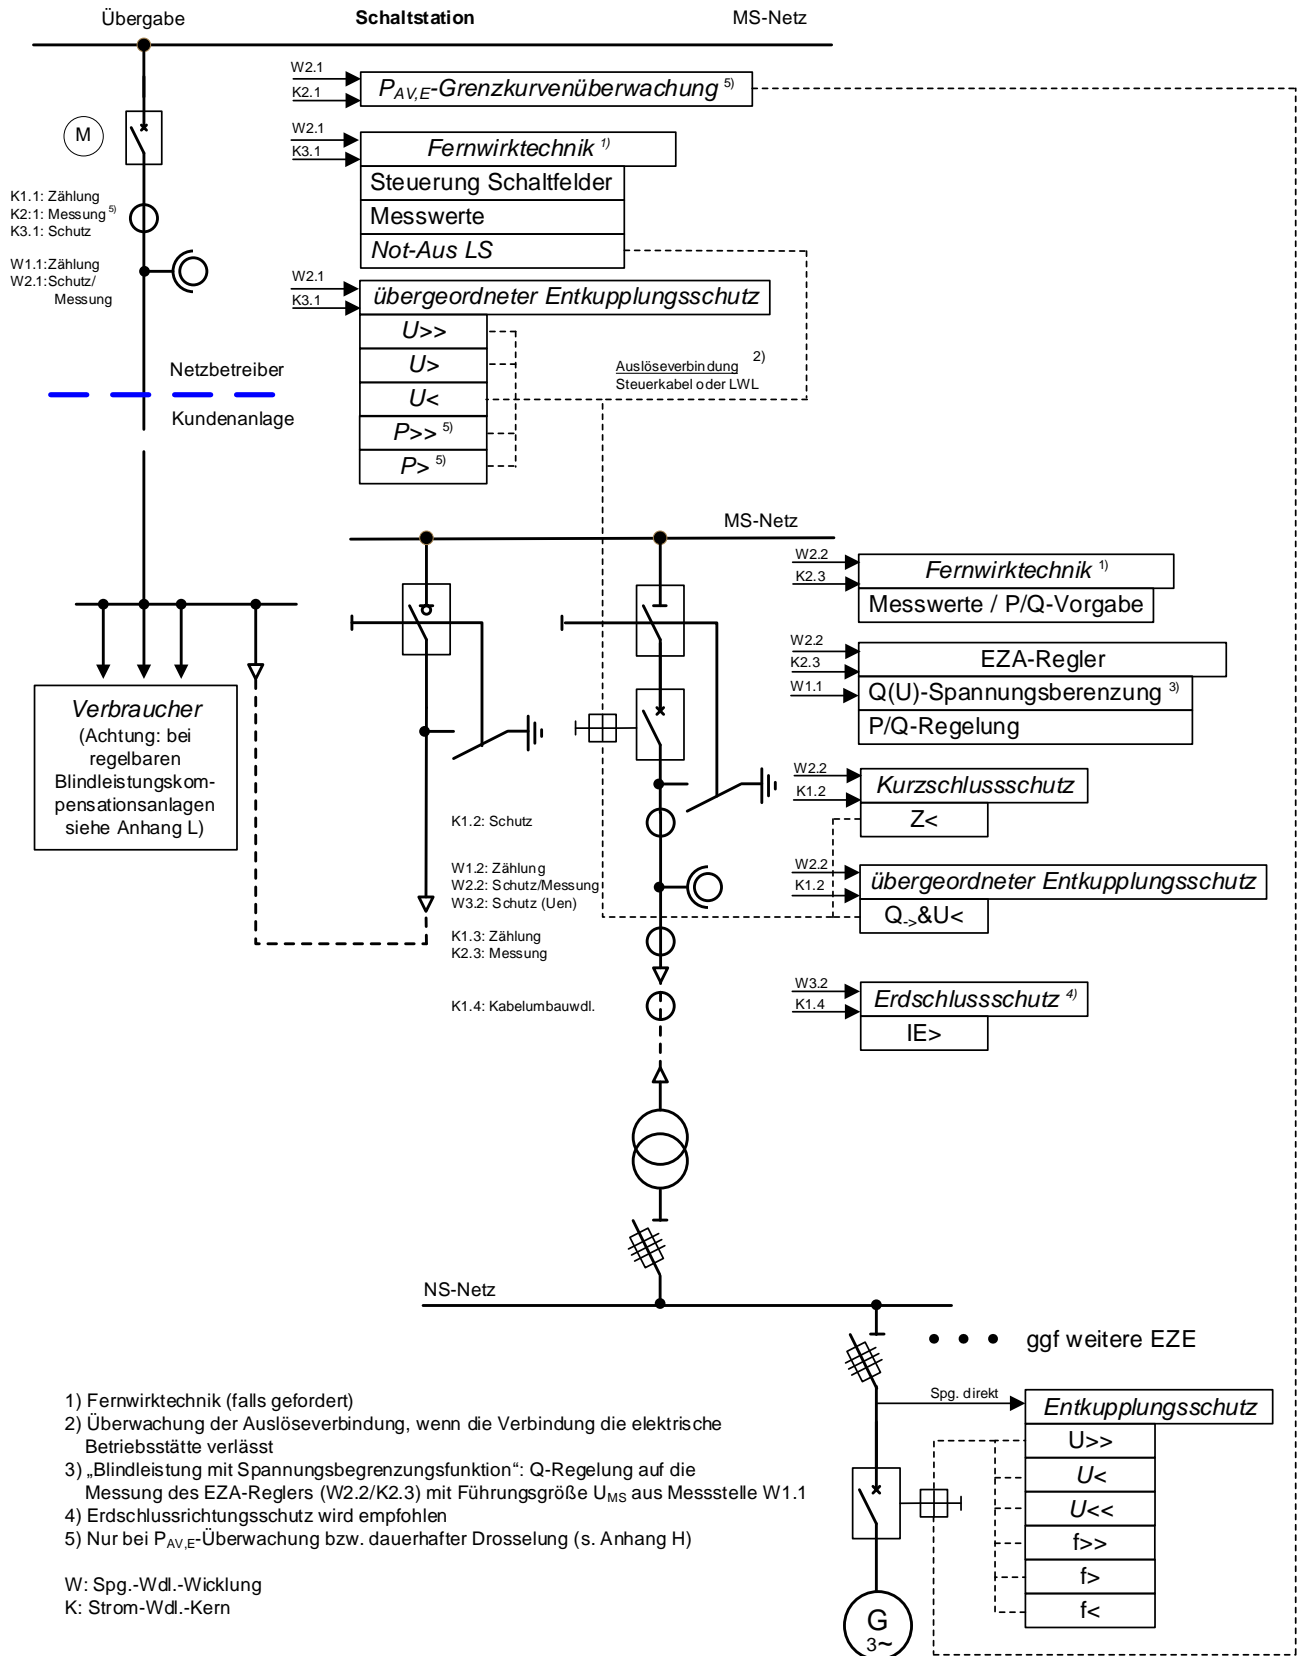 Übergabe
Schaltstation
MS-Netz
W2.1
K2.1
P_AV,E-Grenzkurvenüberwachung 5)
M
W2.1
K3.1
Fernwirktechnik 1)
Steuerung Schaltfelder
Messwerte
Not-Aus LS
K1.1: Zählung
K2:1: Messung 5)
K3.1: Schutz
W1.1:Zählung
W2.1:Schutz/
Messung
W2.1
K3.1
übergeordneter Entkupplungsschutz
U>>
U>
U<
P>> 5)
P> 5)
Auslöseverbindung 2)
Steuerkabel oder LWL
Netzbetreiber
Kundenanlage
MS-Netz
W2.2
K2.3
Fernwirktechnik 1)
Messwerte / P/Q-Vorgabe
W2.2
K2.3
W1.1
EZA-Regler
Q(U)-Spannungsberenzung 3)
P/Q-Regelung
Verbraucher
(Achtung: bei
regelbaren
Blindleistungskom-
pensationsanlagen
siehe Anhang L)
W2.2
K1.2
Kurzschlussschutz
Z<
K1.2: Schutz
W1.2: Zählung
W2.2: Schutz/Messung
W3.2: Schutz (Uen)
W2.2
K1.2
übergeordneter Entkupplungsschutz
Q->&U<
K1.3: Zählung
K2.3: Messung
K1.4: Kabelumbauwdl.
W3.2
K1.4
Erdschlussschutz 4)
IE>
NS-Netz
ggf weitere EZE
Spg. direkt
Entkupplungsschutz
U>>
U<
U<<
f>>
f>
f<
G
3~
1) Fernwirktechnik (falls gefordert)
2) Überwachung der Auslöseverbindung, wenn die Verbindung die elektrische
Betriebsstätte verlässt
3) „Blindleistung mit Spannungsbegrenzungsfunktion“: Q-Regelung auf die
Messung des EZA-Reglers (W2.2/K2.3) mit Führungsgröße U_MS aus Messstelle W1.1
4) Erdschlussrichtungsschutz wird empfohlen
5) Nur bei P_AV,E-Überwachung bzw. dauerhafter Drosselung (s. Anhang H)
W: Spg.-Wdl.-Wicklung
K: Strom-Wdl.-Kern